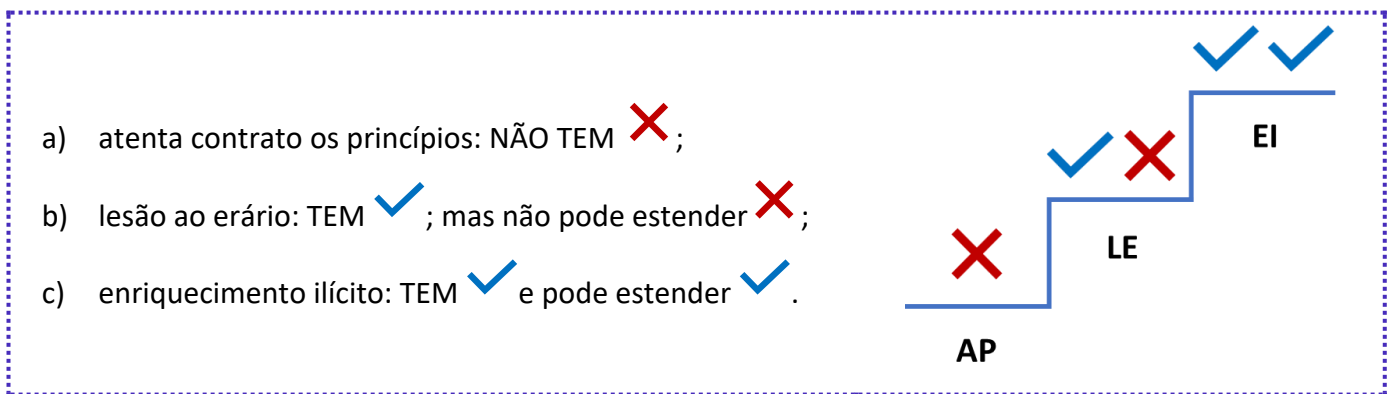 a) atenta contrato os princípios: NÃO TEM ❌;
b) lesão ao erário: TEM ✓; mas não pode estender ❌;
c) enriquecimento ilícito: TEM ✓ e pode estender ✓.
EI
LE
AP